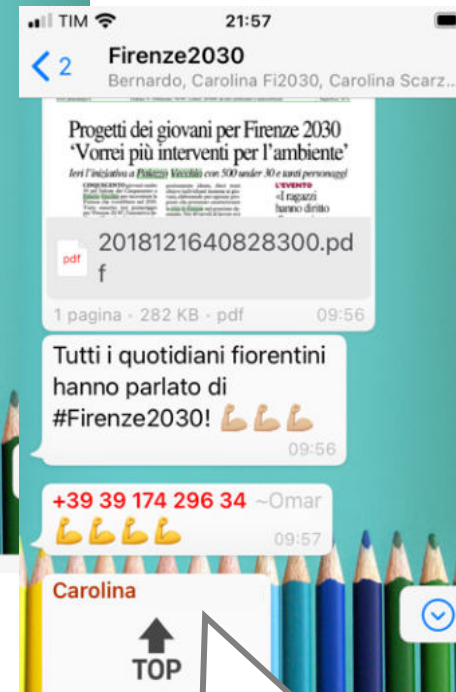 TIM 21:57
2 Firenze2030
Bernardo, Carolina Fi2030, Carolina Scarz...
Progetti dei giovani per Firenze 2030
‘Vorrei più interventi per l’ambiente’
Ieri l’iniziativa a Palazzo Vecchio con 500 under 30 e tanti personaggi
L’EVENTO
«I ragazzi
hanno diritto
pdf 2018121640828300.pd
f
1 pagina · 282 KB · pdf 09:56
Tutti i quotidiani fiorentini
hanno parlato di
#Firenze2030! 💪🏼💪🏼💪🏼
09:56
+39 39 174 296 34 ~Omar
💪💪💪💪 09:57
Carolina
TOP